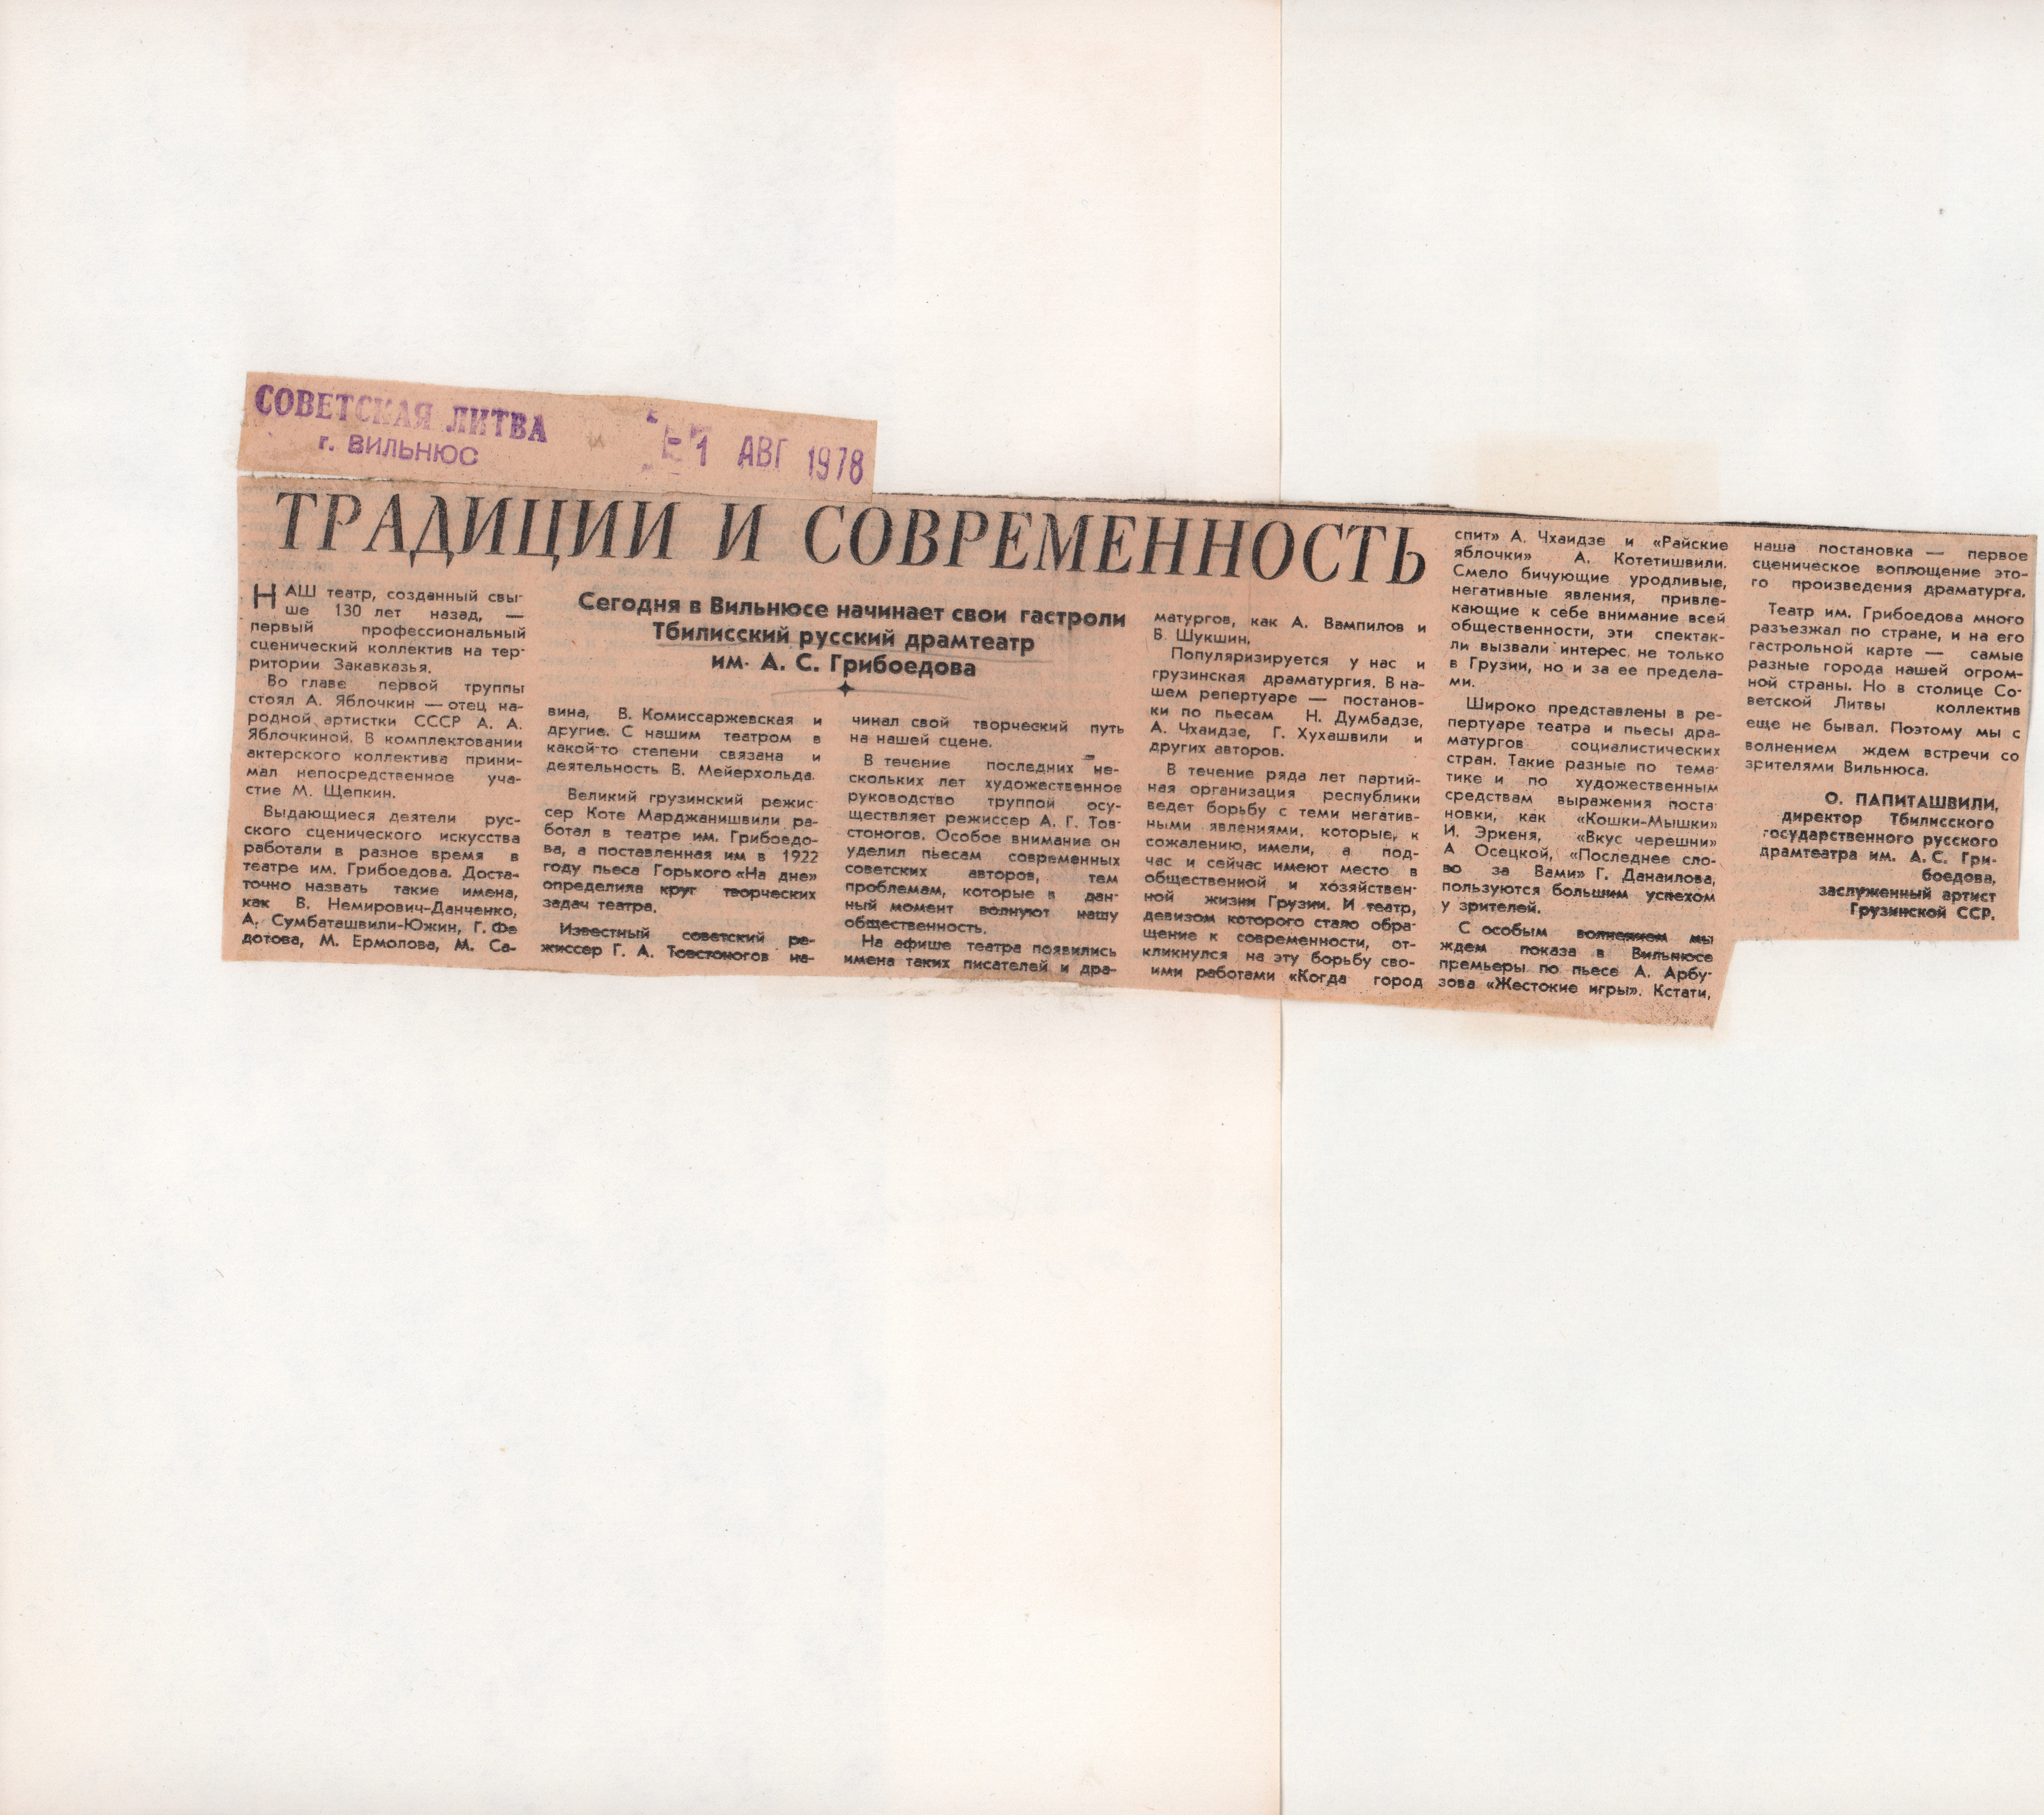 СОВЕТСКАЯ ЛИТВА
г. ВИЛЬНЮС
1 АВГ 1978
ТРАДИЦИИ И СОВРЕМЕННОСТЬ
Сегодня в Вильнюсе начинает свои гастроли
Тбилисский русский драмтеатр
им. А. С. Грибоедова
НАШ театр, созданный свы-
ше 130 лет назад, —
первый профессиональный
сценический коллектив на тер-
ритории Закавказья.
Во главе первой труппы
стоял А. Яблочкин — отец на-
родной артистки СССР А. А.
Яблочкиной. В комплектовании
актерского коллектива прини-
мал непосредственное уча-
стие М. Щепкин.
Выдающиеся деятели рус-
ского сценического искусства
работали в разное время в
театре им. Грибоедова. Доста-
точно назвать такие имена,
как В. Немирович-Данченко,
А. Сумбаташвили-Южин, Г. Фе
дотова, М. Ермолова, М. Са-
вина, В. Комиссаржевская и
другие. С нашим театром в
какой-то степени связана и
деятельность В. Мейерхольда.
Великий грузинский режис
сер Коте Марджанишвили ра-
ботал в театре им. Грибоедо-
ва, а поставленная им в 1922
году пьеса Горького «На дне»
определила круг творческих
задач театра.
Известный советский ре-
жиссер Г. А. Товстоногов на-
чинал свой творческий путь
на нашей сцене.
В течение последних не-
скольких лет художественное
руководство труппой осу-
ществляет режиссер А. Г. Тов-
стоногов. Особое внимание он
уделил пьесам современных
советских авторов, тем
проблемам, которые в дан-
ный момент волнуют нашу
общественность.
На афише театра появились
имена таких писателей и дра-
матургов, как А. Вампилов и
В. Шукшин.
Популяризируется у нас и
грузинская драматургия. В на-
шем репертуаре — постанов-
ки по пьесам Н. Думбадзе,
А. Чхаидзе, Г. Хухашвили и
других авторов.
В течение ряда лет партий-
ная организация республики
ведет борьбу с теми негатив-
ными явлениями, которые, к
сожалению, имели, а под-
час и сейчас имеют место в
общественной и хозяйствен-
ной жизни Грузии. И театр,
девизом которого стало обра-
щение к современности, от-
кликнулся на эту борьбу сво-
ими работами «Когда город
спит» А. Чхаидзе и «Райские
яблочки» А. Котетишвили.
Смело бичующие уродливые,
негативные явления, привле-
кающие к себе внимание всей
общественности, эти спектак-
ли вызвали интерес не только
в Грузии, но и за ее предела-
ми.
Широко представлены в ре-
пертуаре театра и пьесы дра-
матургов социалистических
стран. Такие разные по тема-
тике и по художественным
средствам выражения поста
новки, как «Кошки-Мышки»
И. Эркеня, «Вкус черешни»
А Осецкой, «Последнее сло-
во за Вами» Г. Данаилова,
пользуются большим успехом
у зрителей.
С особым волнением мы
ждем показа в Вильнюсе
премьеры по пьесе А. Арбу-
зова «Жестокие игры». Кстати,
наша постановка — первое
сценическое воплощение это-
го произведения драматурга.
Театр им. Грибоедова много
разъезжал по стране, и на его
гастрольной карте — самые
разные города нашей огром-
ной страны. Но в столице Со-
ветской Литвы коллектив
еще не бывал. Поэтому мы с
волнением ждем встречи со
зрителями Вильнюса.
О. ПАПИТАШВИЛИ,
директор Тбилисского
государственного русского
драмтеатра им. А. С. Гри-
боедова,
заслуженный артист
Грузинской ССР.